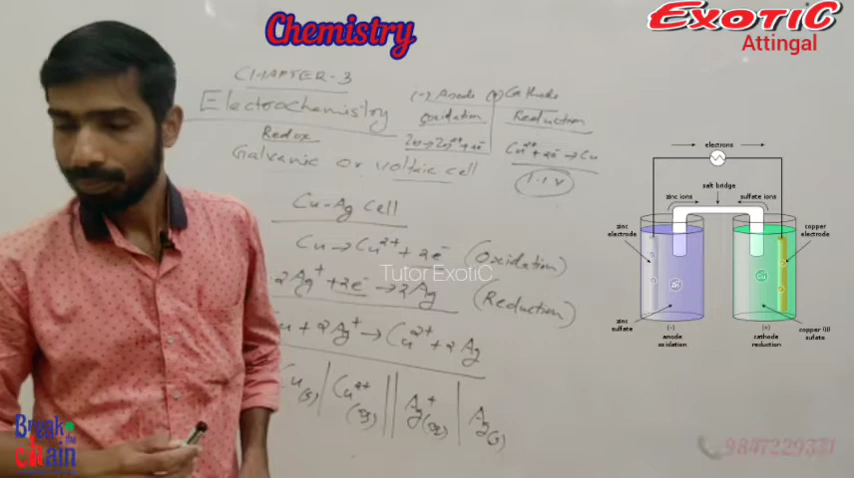 Chemistry
EXOTIC
Attingal
CHAPTER-3
Electrochemistry
Redox
Galvanic or voltaic cell
(-) Anode
oxidation
Zn→Zn²⁺+2e⁻
(+) Cathode
Reduction
Cu²⁺+2e⁻→Cu
1.1 V
Cu-Ag cell
Cu→Cu²⁺+2e⁻ (Oxidation)
2Ag⁺+2e⁻→2Ag (Reduction)
u+2Ag⁺→Cu²⁺+2Ag
Cu(s)|Cu²⁺(aq)||Ag⁺(aq)|Ag(s)
Tutor ExotiC
electrons
salt bridge
zinc ions
sulfate ions
zinc electrode
copper electrode
zinc sulfate
(-) anode oxidation
(+) cathode reduction
copper (II) sulfate
Break the chain
9847229331